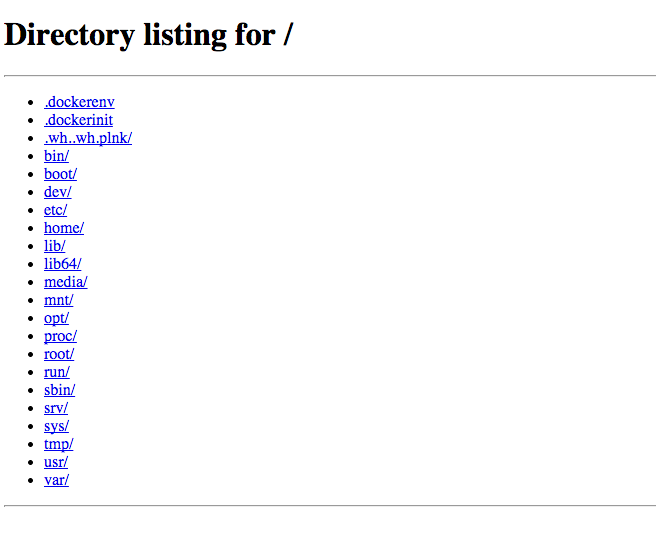 Directory listing for /
.dockerenv
.dockerinit
.wh..wh.plnk/
bin/
boot/
dev/
etc/
home/
lib/
lib64/
media/
mnt/
opt/
proc/
root/
run/
sbin/
srv/
sys/
tmp/
usr/
var/